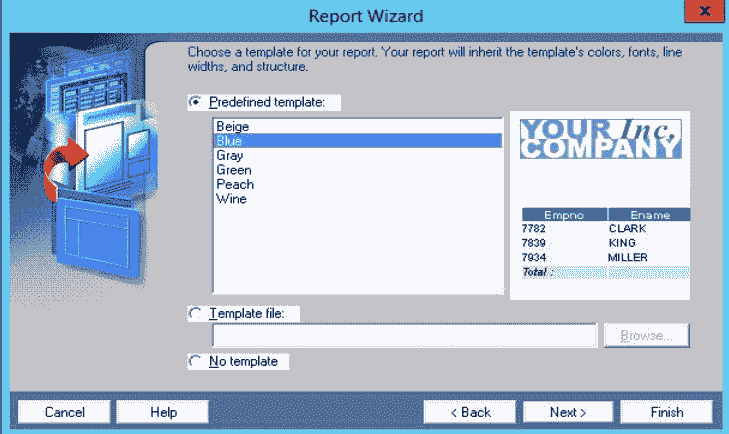 Report Wizard
Choose a template for your report. Your report will inherit the template's colors, fonts, line
widths, and structure.
Predefined template:
Beige
Blue
Gray
Green
Peach
Wine
YOUR Inc,
COMPANY
Empno Ename
7782 CLARK
7839 KING
7934 MILLER
Total :
Template file:
Browse...
No template
Cancel Help < Back Next > Finish